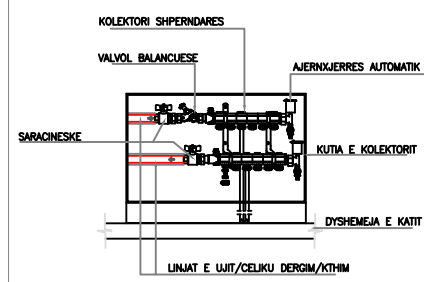 KOLEKTORI SHPERNDARES
VALVOL BALANCUESE
AJERNXJERRES AUTOMATIK
SARACINESKE
KUTIA E KOLEKTORIT
DYSHEMEJA E KATIT
LINJAT E UJIT/CELIKU DERGIM/KTHIM